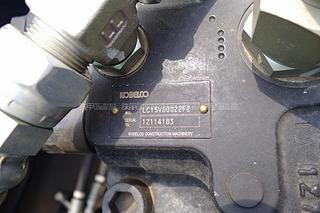 KOBELCO
LC15V00022F2
SERIAL 12114183
KOBELCO CONSTRUCTION MACHINERY